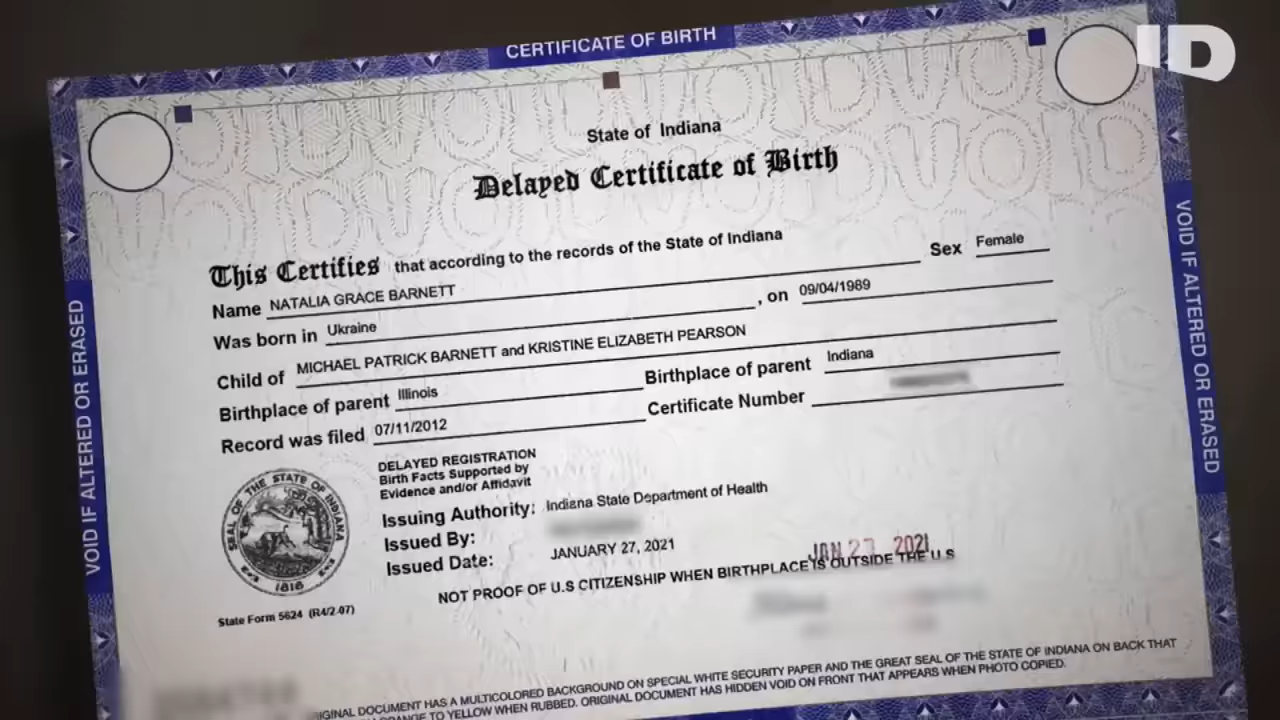 ID
CERTIFICATE OF BIRTH
State of Indiana
Delayed Certificate of Birth
This Certifies that according to the records of the State of Indiana
Sex Female
Name NATALIA GRACE BARNETT
Was born in Ukraine , on 09/04/1989
Child of MICHAEL PATRICK BARNETT and KRISTINE ELIZABETH PEARSON
Birthplace of parent Illinois Birthplace of parent Indiana
Record was filed 07/11/2012 Certificate Number
DELAYED REGISTRATION
Birth Facts Supported by
Evidence and/or Affidavit
Issuing Authority: Indiana State Department of Health
Issued By:
Issued Date: JANUARY 27, 2021
JAN 27 2021
NOT PROOF OF U.S CITIZENSHIP WHEN BIRTHPLACE IS OUTSIDE THE U.S
SEAL OF THE STATE OF INDIANA
1816
State Form 5624 (R4/2-07)
VOID IF ALTERED OR ERASED
VOID IF ALTERED OR ERASED
DOCUMENT HAS A MULTICOLORED BACKGROUND ON SPECIAL WHITE SECURITY PAPER AND THE GREAT SEAL OF THE STATE OF INDIANA ON BACK THAT
TO YELLOW WHEN RUBBED. ORIGINAL DOCUMENT HAS HIDDEN VOID ON FRONT THAT APPEARS WHEN PHOTO COPIED.